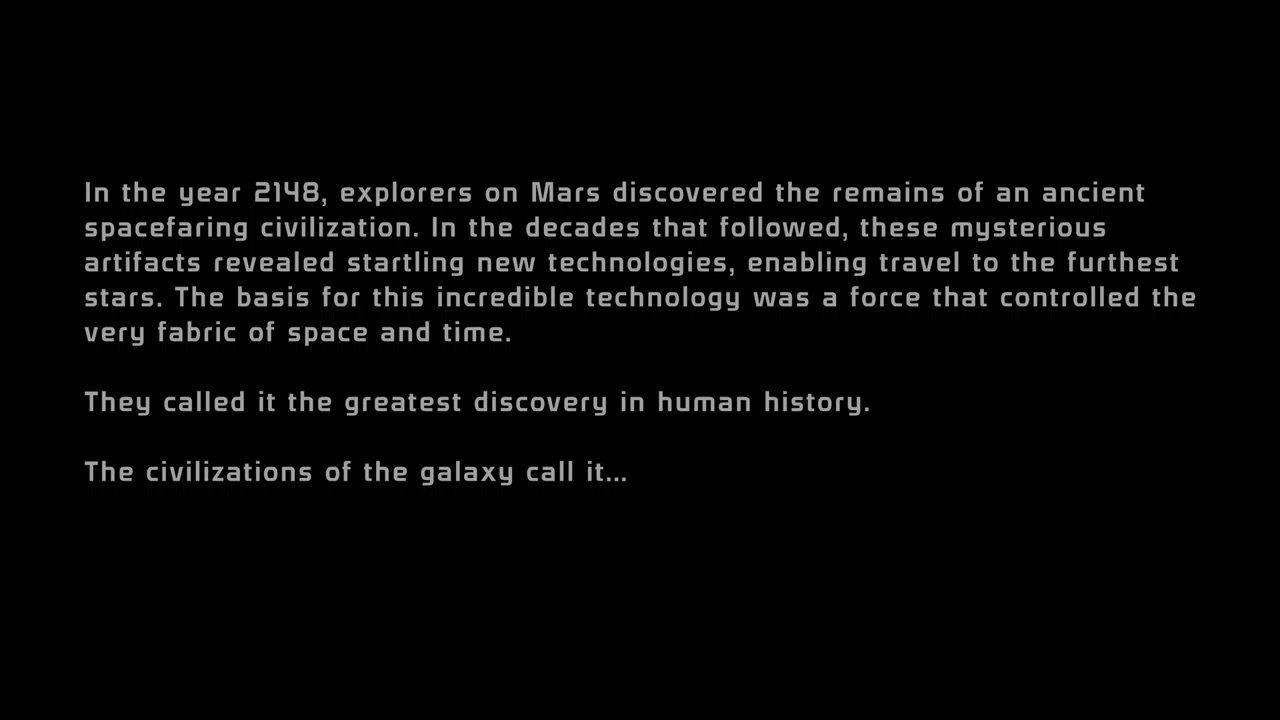 In the year 2148, explorers on Mars discovered the remains of an ancient
spacefaring civilization. In the decades that followed, these mysterious
artifacts revealed startling new technologies, enabling travel to the furthest
stars. The basis for this incredible technology was a force that controlled the
very fabric of space and time.
They called it the greatest discovery in human history.
The civilizations of the galaxy call it...